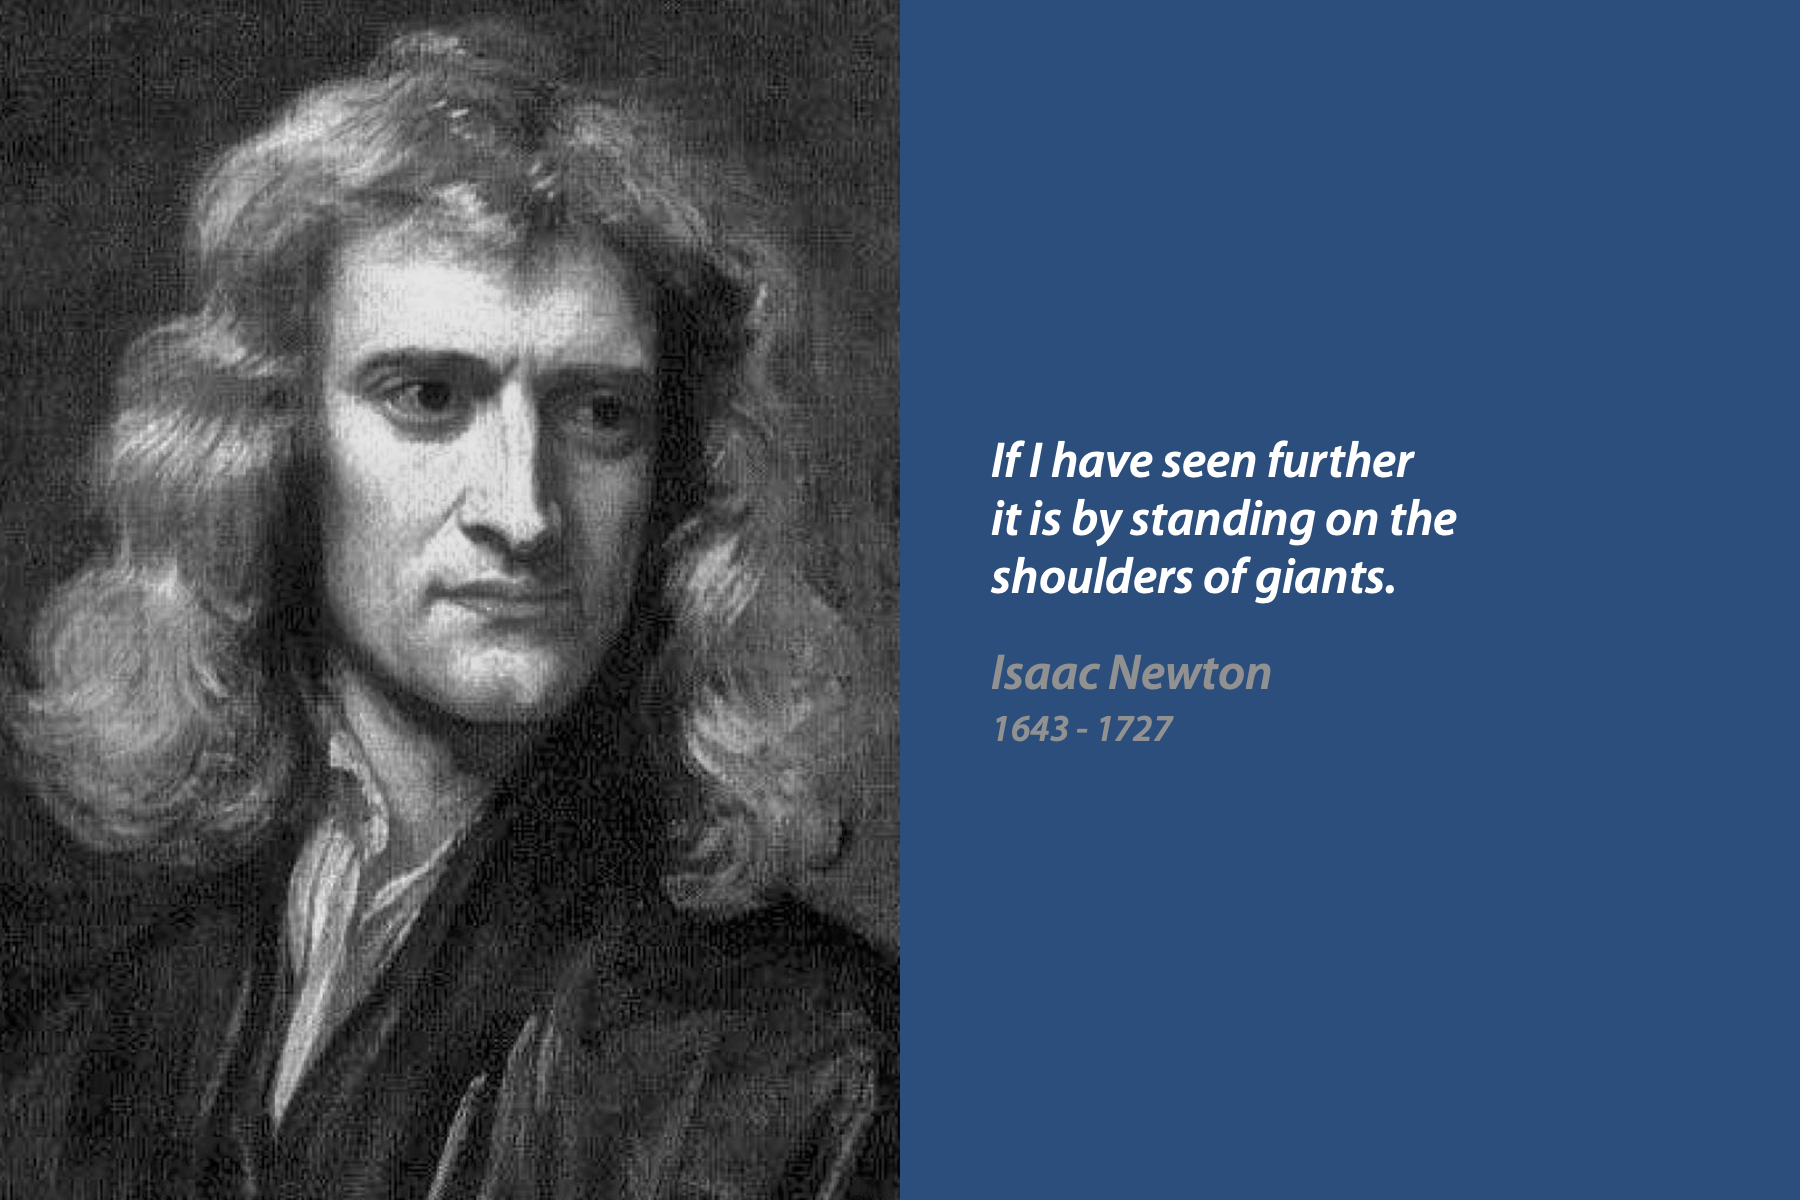 If I have seen further
it is by standing on the
shoulders of giants.
Isaac Newton
1643 - 1727